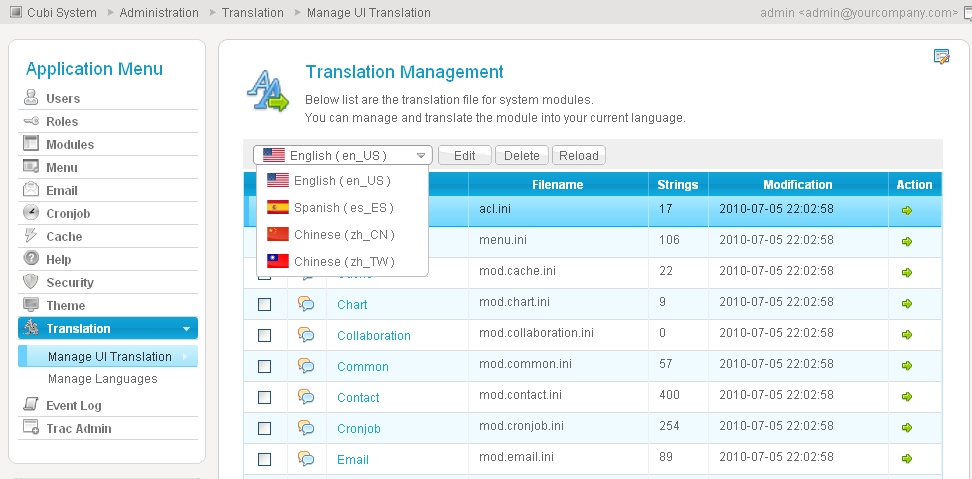 Cubi System > Administration > Translation > Manage UI Translation
admin <admin@yourcompany.com>
Application Menu
Users
Roles
Modules
Menu
Email
Cronjob
Cache
Help
Security
Theme
Translation
Manage UI Translation
Manage Languages
Event Log
Trac Admin
Translation Management
Below list are the translation file for system modules.
You can manage and translate the module into your current language.
English ( en_US ) Edit Delete Reload
English ( en_US )
Spanish ( es_ES )
Chinese ( zh_CN )
Chinese ( zh_TW )
Filename Strings Modification Action
acl.ini 17 2010-07-05 22:02:58
menu.ini 106 2010-07-05 22:02:58
mod.cache.ini 22 2010-07-05 22:02:58
Chart mod.chart.ini 9 2010-07-05 22:02:58
Collaboration mod.collaboration.ini 0 2010-07-05 22:02:58
Common mod.common.ini 57 2010-07-05 22:02:58
Contact mod.contact.ini 400 2010-07-05 22:02:58
Cronjob mod.cronjob.ini 254 2010-07-05 22:02:58
Email mod.email.ini 89 2010-07-05 22:02:58